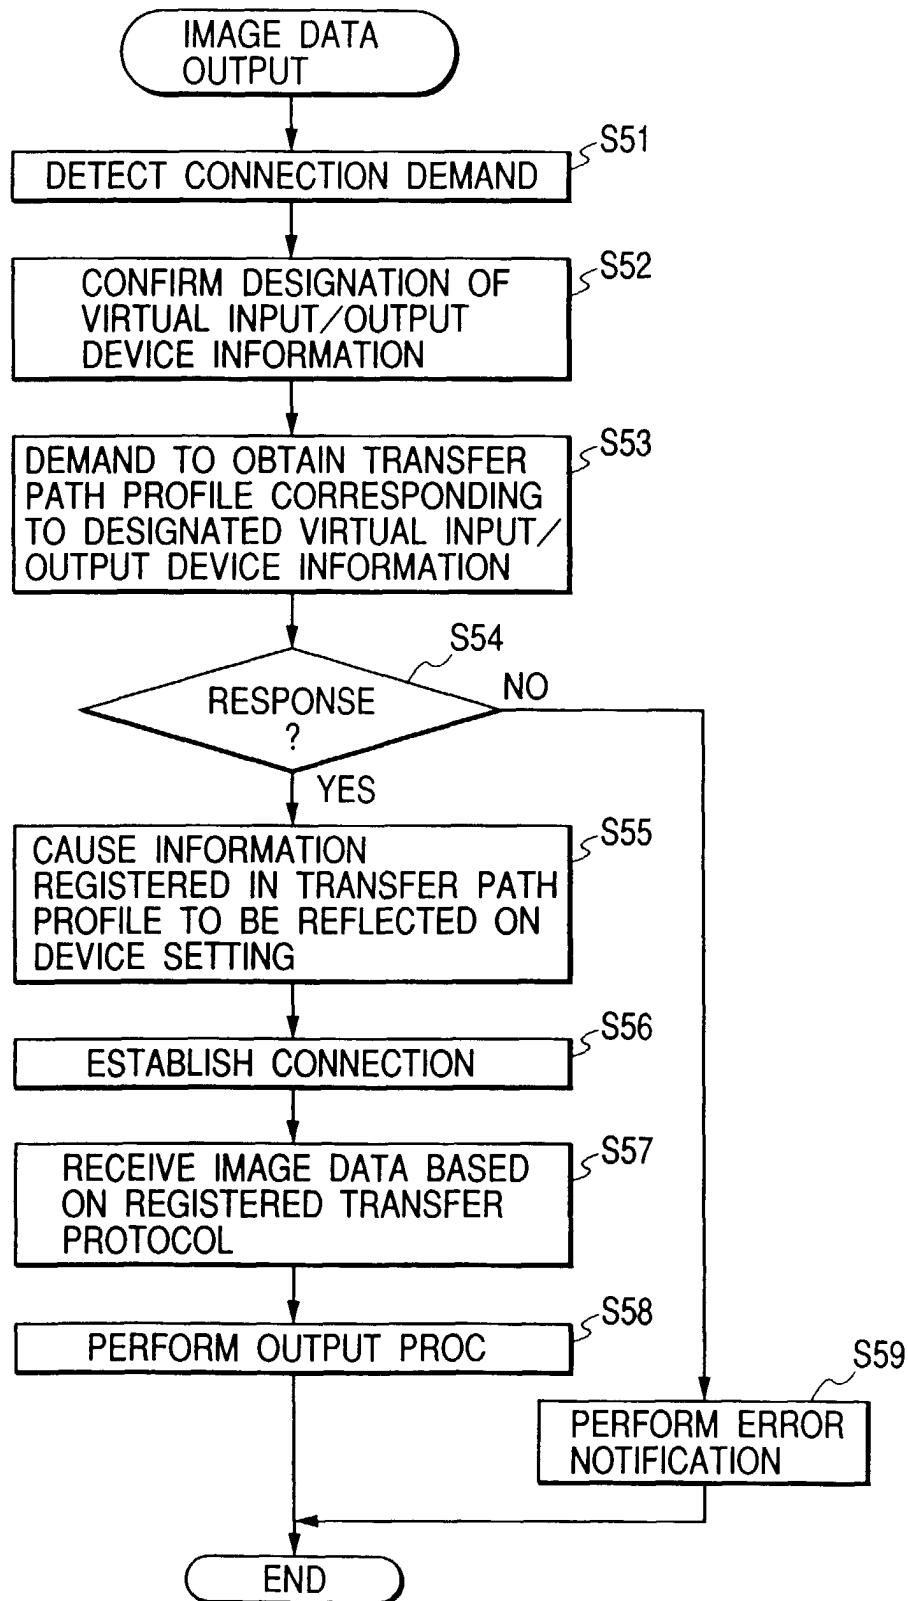 IMAGE DATA
OUTPUT
S51
DETECT CONNECTION DEMAND
S52
CONFIRM DESIGNATION OF
VIRTUAL INPUT/OUTPUT
DEVICE INFORMATION
S53
DEMAND TO OBTAIN TRANSFER
PATH PROFILE CORRESPONDING
TO DESIGNATED VIRTUAL INPUT/
OUTPUT DEVICE INFORMATION
S54
RESPONSE
?
NO
YES
S55
CAUSE INFORMATION
REGISTERED IN TRANSFER PATH
PROFILE TO BE REFLECTED ON
DEVICE SETTING
S56
ESTABLISH CONNECTION
S57
RECEIVE IMAGE DATA BASED
ON REGISTERED TRANSFER
PROTOCOL
S58
PERFORM OUTPUT PROC
S59
PERFORM ERROR
NOTIFICATION
END